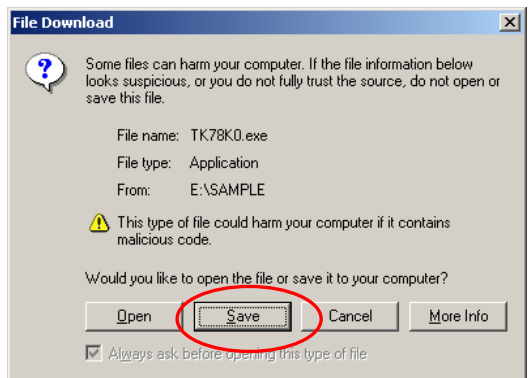 File Download
Some files can harm your computer. If the file information below
looks suspicious, or you do not fully trust the source, do not open or
save this file.
File name: TK78K0.exe
File type: Application
From: E:\SAMPLE
This type of file could harm your computer if it contains
malicious code.
Would you like to open the file or save it to your computer?
Open Save Cancel More Info
Always ask before opening this type of file